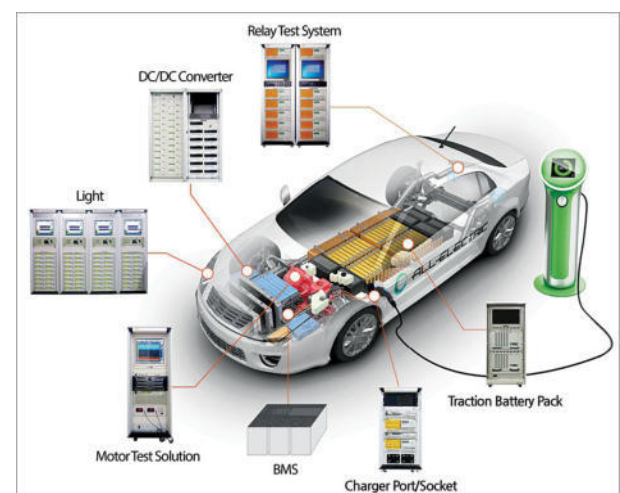 Relay Test System
DC/DC Converter
Light
ALL-ELECTRIC
Traction Battery Pack
Motor Test Solution
BMS
Charger Port/Socket